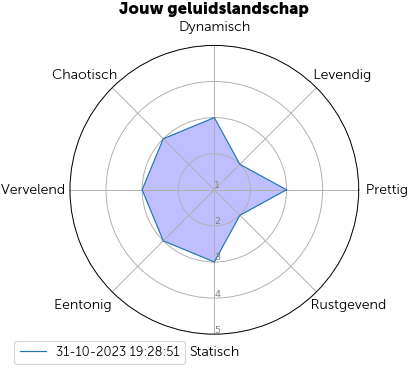 Jouw geluidslandschap
Dynamisch
Chaotisch
Levendig
Vervelend
1
Prettig
2
3
4
Eentonig
Rustgevend
5
31-10-2023 19:28:51
Statisch